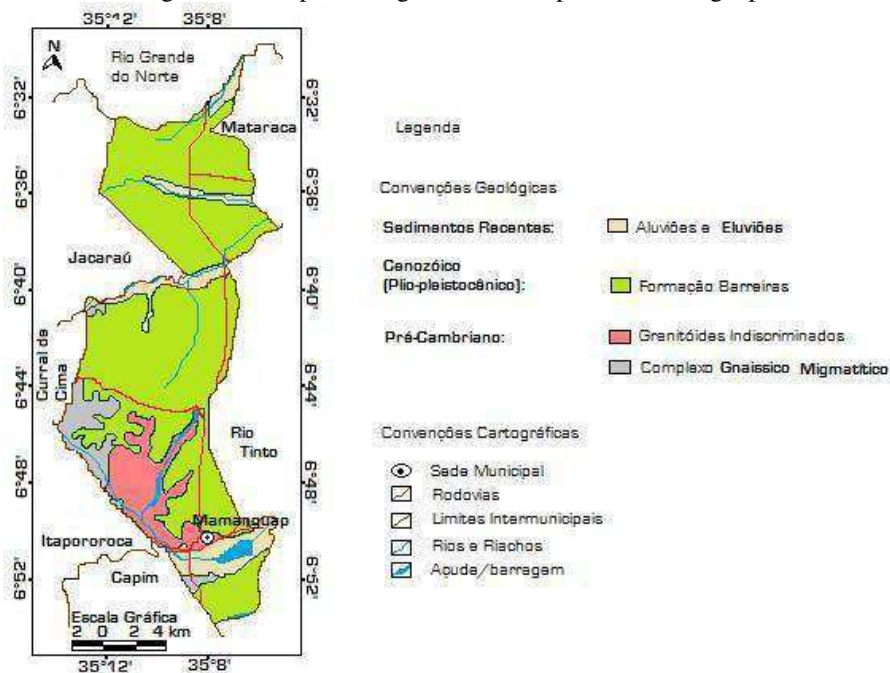 35°12' 35°8'
N
Rio Grande
do Norte
6°32' 6°32'
Mataraca
Legenda
6°36' 6°36'
Convenções Geológicas
Sedimentos Recentes: Aluviões e Eluviões
Jacaraú
Cenozóico
(Plio-pleistocênico): Formação Barreiras
6°40' 6°40'
Pré-Cambriano: Granitóides Indiscriminados
Complexo Gnaissico Migmatítico
Curral de
Cima
6°44' 6°44'
Rio
Tinto
Convenções Cartográficas
Sede Municipal
6°48' 6°48'
Rodovias
Mamanguap
Limites Intermunicipais
Itapororoca
Rios e Riachos
Capim
Açude/barragem
6°52' 6°52'
Escala Gráfica
2 0 2 4 km
35°12' 35°8'